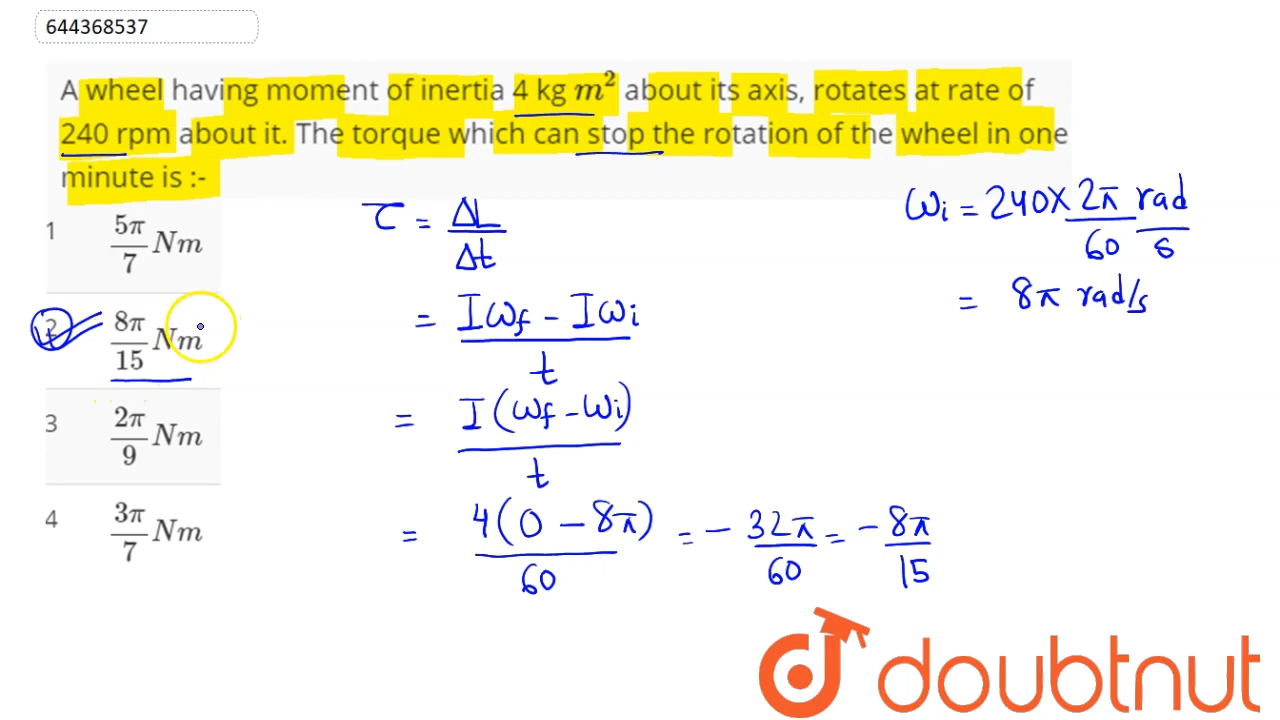 644368537
A wheel having moment of inertia 4 kg m² about its axis, rotates at rate of
240 rpm about it. The torque which can stop the rotation of the wheel in one
minute is :-
1 5π/7 Nm
2 8π/15 Nm
3 2π/9 Nm
4 3π/7 Nm
τ = ΔL/Δt
= Iωf - Iωi / t
= I(ωf - ωi) / t
= 4(0 - 8π) / 60 = - 32π/60 = - 8π/15
ωi = 240 × 2π/60 rad/s
= 8π rad/s
doubtnut